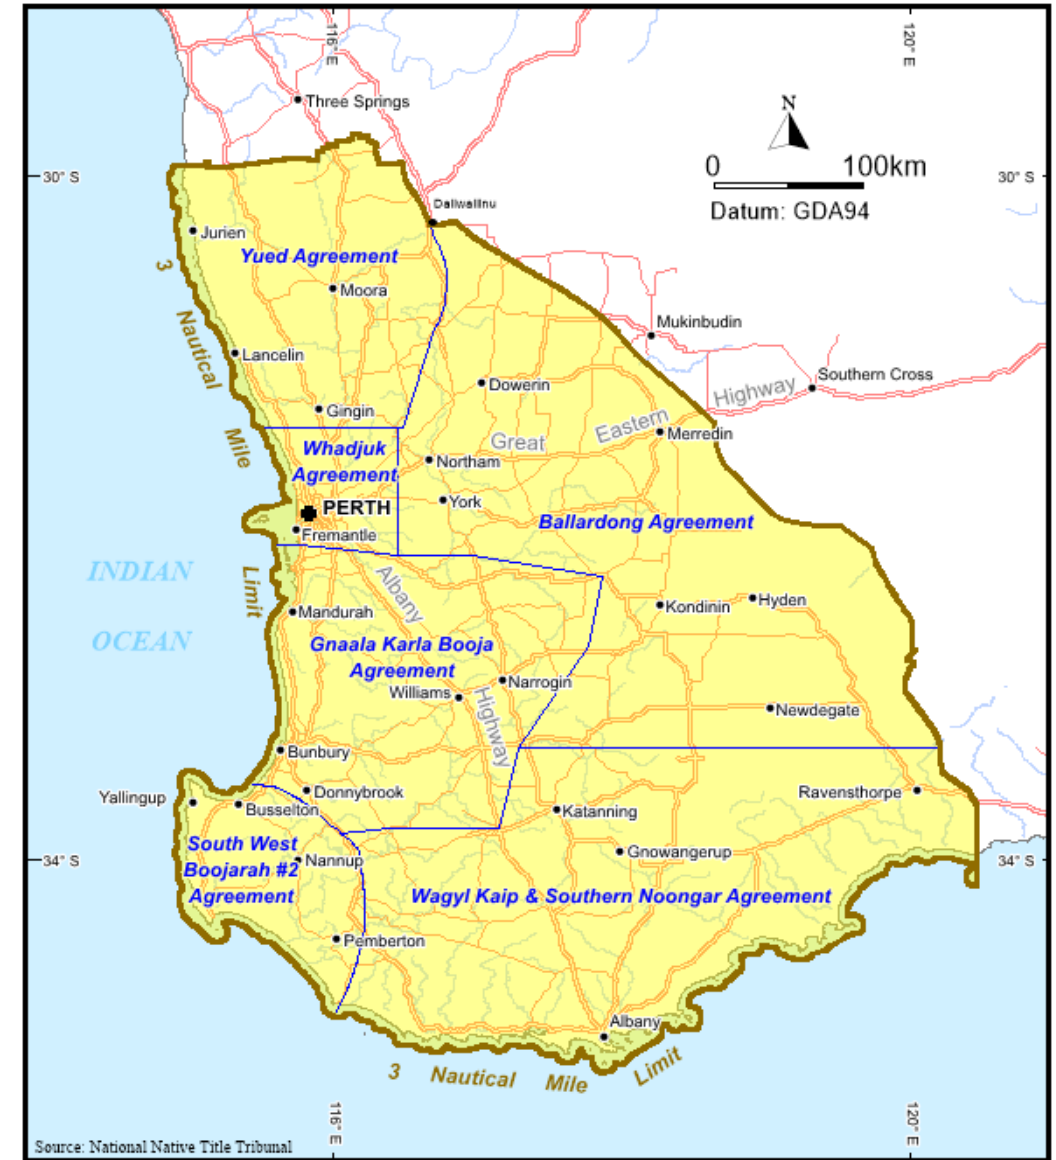 116° E
120° E
Three Springs
N
0 100km
Datum: GDA94
30° S
30° S
Dallwallinu
Jurien
Yued Agreement
Moora
3 Nautical Mile Limit
Mukinbudin
Lancelin
Southern Cross
Dowerin
Great Eastern Highway
Gingin
Merredin
Whadjuk
Agreement
Northam
York
PERTH
Ballardong Agreement
Fremantle
INDIAN
OCEAN
Albany Highway
Mandurah
Kondinin
Hyden
Gnaala Karla Booja
Agreement
Williams
Narrogin
Newdegate
Bunbury
Yallingup
Donnybrook
Busselton
Ravensthorpe
Katanning
South West
Boojarah #2
Agreement
Nannup
Gnowangerup
34° S
34° S
Wagyl Kaip & Southern Noongar Agreement
Pemberton
Albany
3 Nautical Mile Limit
116° E
120° E
Source: National Native Title Tribunal